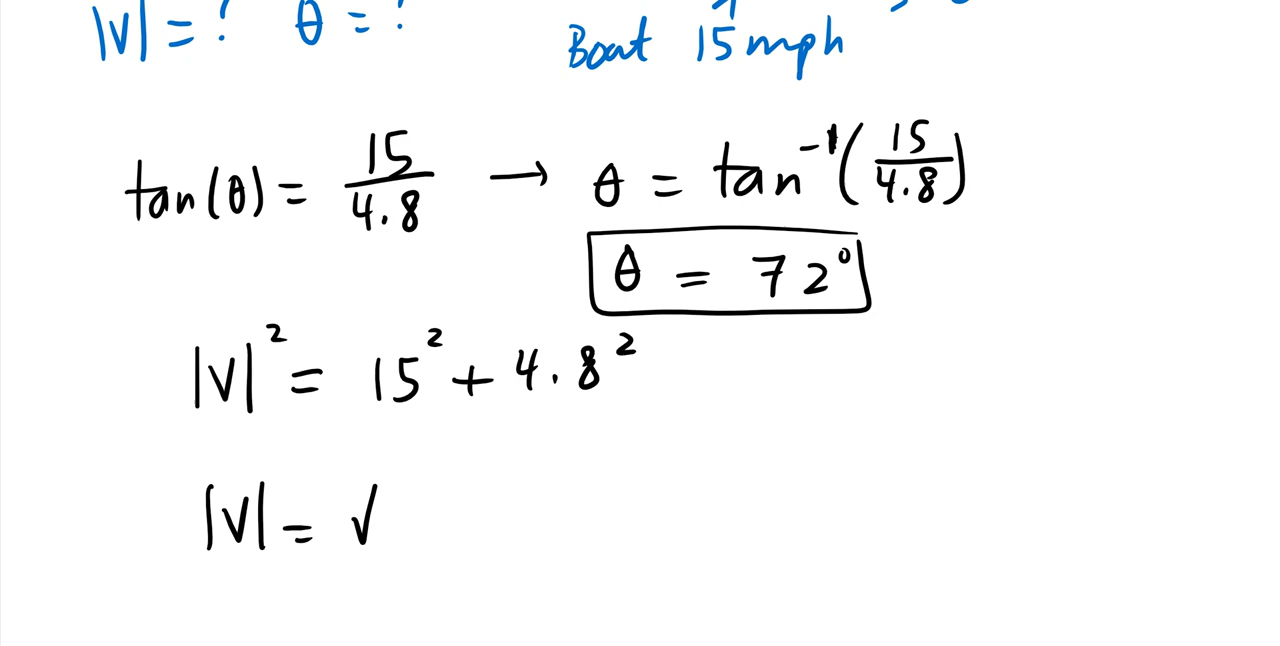 |V| = ? θ = ?
Boat 15 mph
tan(θ) = 15/4.8 → θ = tan⁻¹(15/4.8)
θ = 72°
|V|² = 15² + 4.8²
|V| = √